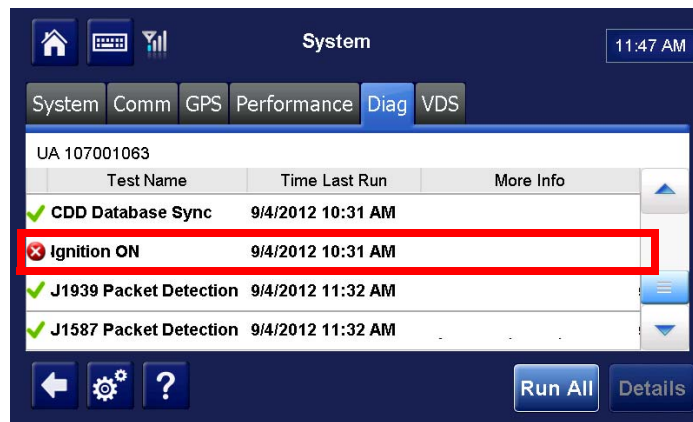 System
11:47 AM
System Comm GPS Performance Diag VDS
UA 107001063
Test Name Time Last Run More Info
CDD Database Sync 9/4/2012 10:31 AM
Ignition ON 9/4/2012 10:31 AM
J1939 Packet Detection 9/4/2012 11:32 AM
J1587 Packet Detection 9/4/2012 11:32 AM
?
Run All Details